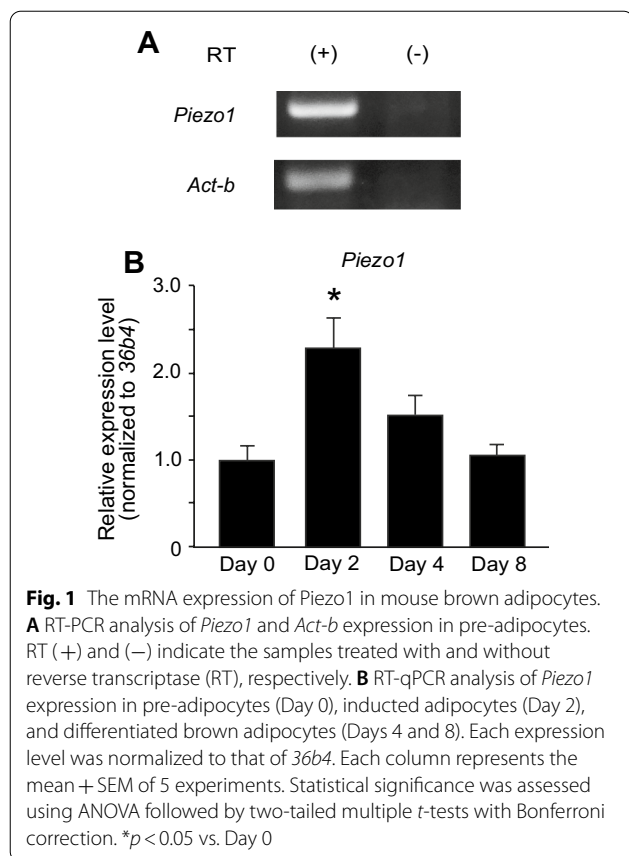 A
RT (+) (-)
Piezo1
Act-b
B
Piezo1
Relative expression level
(normalized to 36b4)
3.0
*
2.0
1.0
0
Day 0 Day 2 Day 4 Day 8
Fig. 1 The mRNA expression of Piezo1 in mouse brown adipocytes.
A RT-PCR analysis of Piezo1 and Act-b expression in pre-adipocytes.
RT (+) and (−) indicate the samples treated with and without
reverse transcriptase (RT), respectively. B RT-qPCR analysis of Piezo1
expression in pre-adipocytes (Day 0), inducted adipocytes (Day 2),
and differentiated brown adipocytes (Days 4 and 8). Each expression
level was normalized to that of 36b4. Each column represents the
mean + SEM of 5 experiments. Statistical significance was assessed
using ANOVA followed by two-tailed multiple t-tests with Bonferroni
correction. *p < 0.05 vs. Day 0